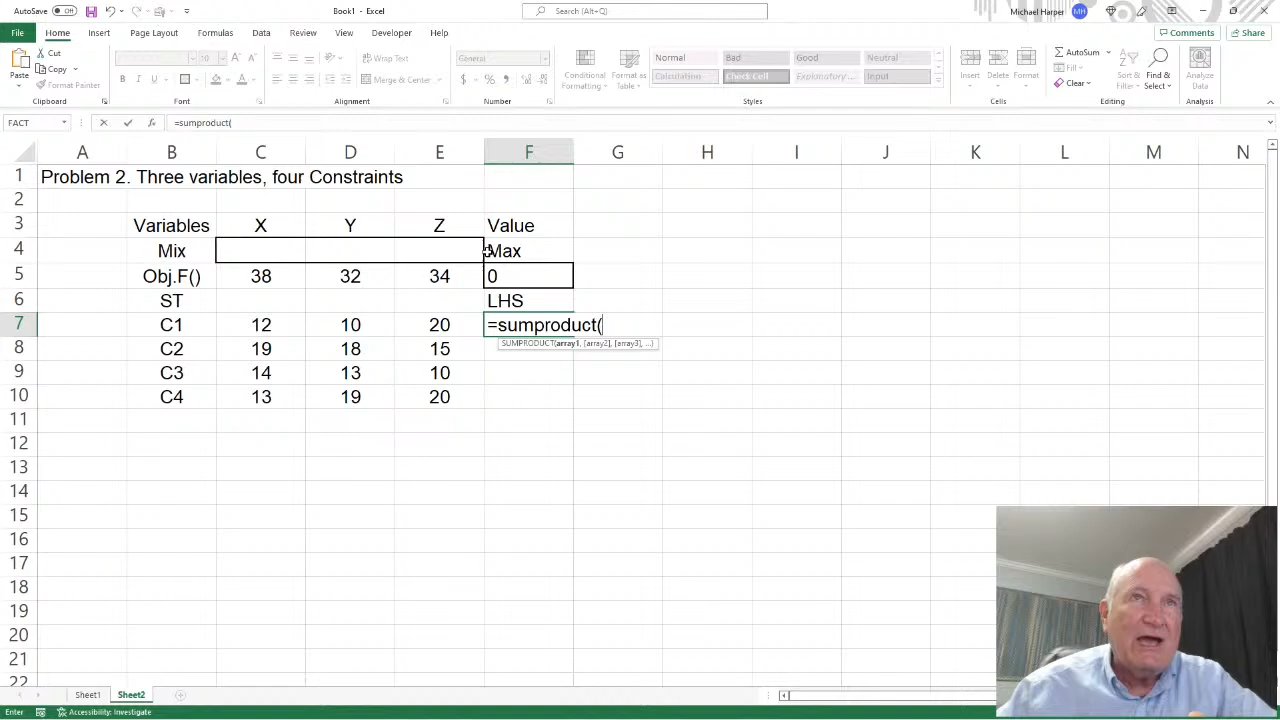 AutoSave Off Book1 - Excel Search (Alt+Q) Michael Harper MH
File Home Insert Page Layout Formulas Data Review View Developer Help Comments Share
Paste Cut Copy Format Painter
General
Wrap Text
Merge & Center
Conditional Formatting
Format as Table
Normal Bad Good Neutral
Calculation Check Cell Explanatory ... Input
Insert Delete Format
AutoSum Fill Clear
Sort & Filter
Find & Select
Analyze Data
Clipboard Font Alignment Number Styles Cells Editing Analysis
FACT =sumproduct(
A B C D E F G H I J K L M N
1 Problem 2. Three variables, four Constraints
2
3 Variables X Y Z Value
4 Mix Max
5 Obj.F() 38 32 34 0
6 ST LHS
7 C1 12 10 20 =sumproduct(
SUMPRODUCT(array1, [array2], [array3], ...)
8 C2 19 18 15
9 C3 14 13 10
10 C4 13 19 20
11
12
13
14
15
16
17
18
19
20
21
22
Sheet1 Sheet2
Enter Accessibility: Investigate